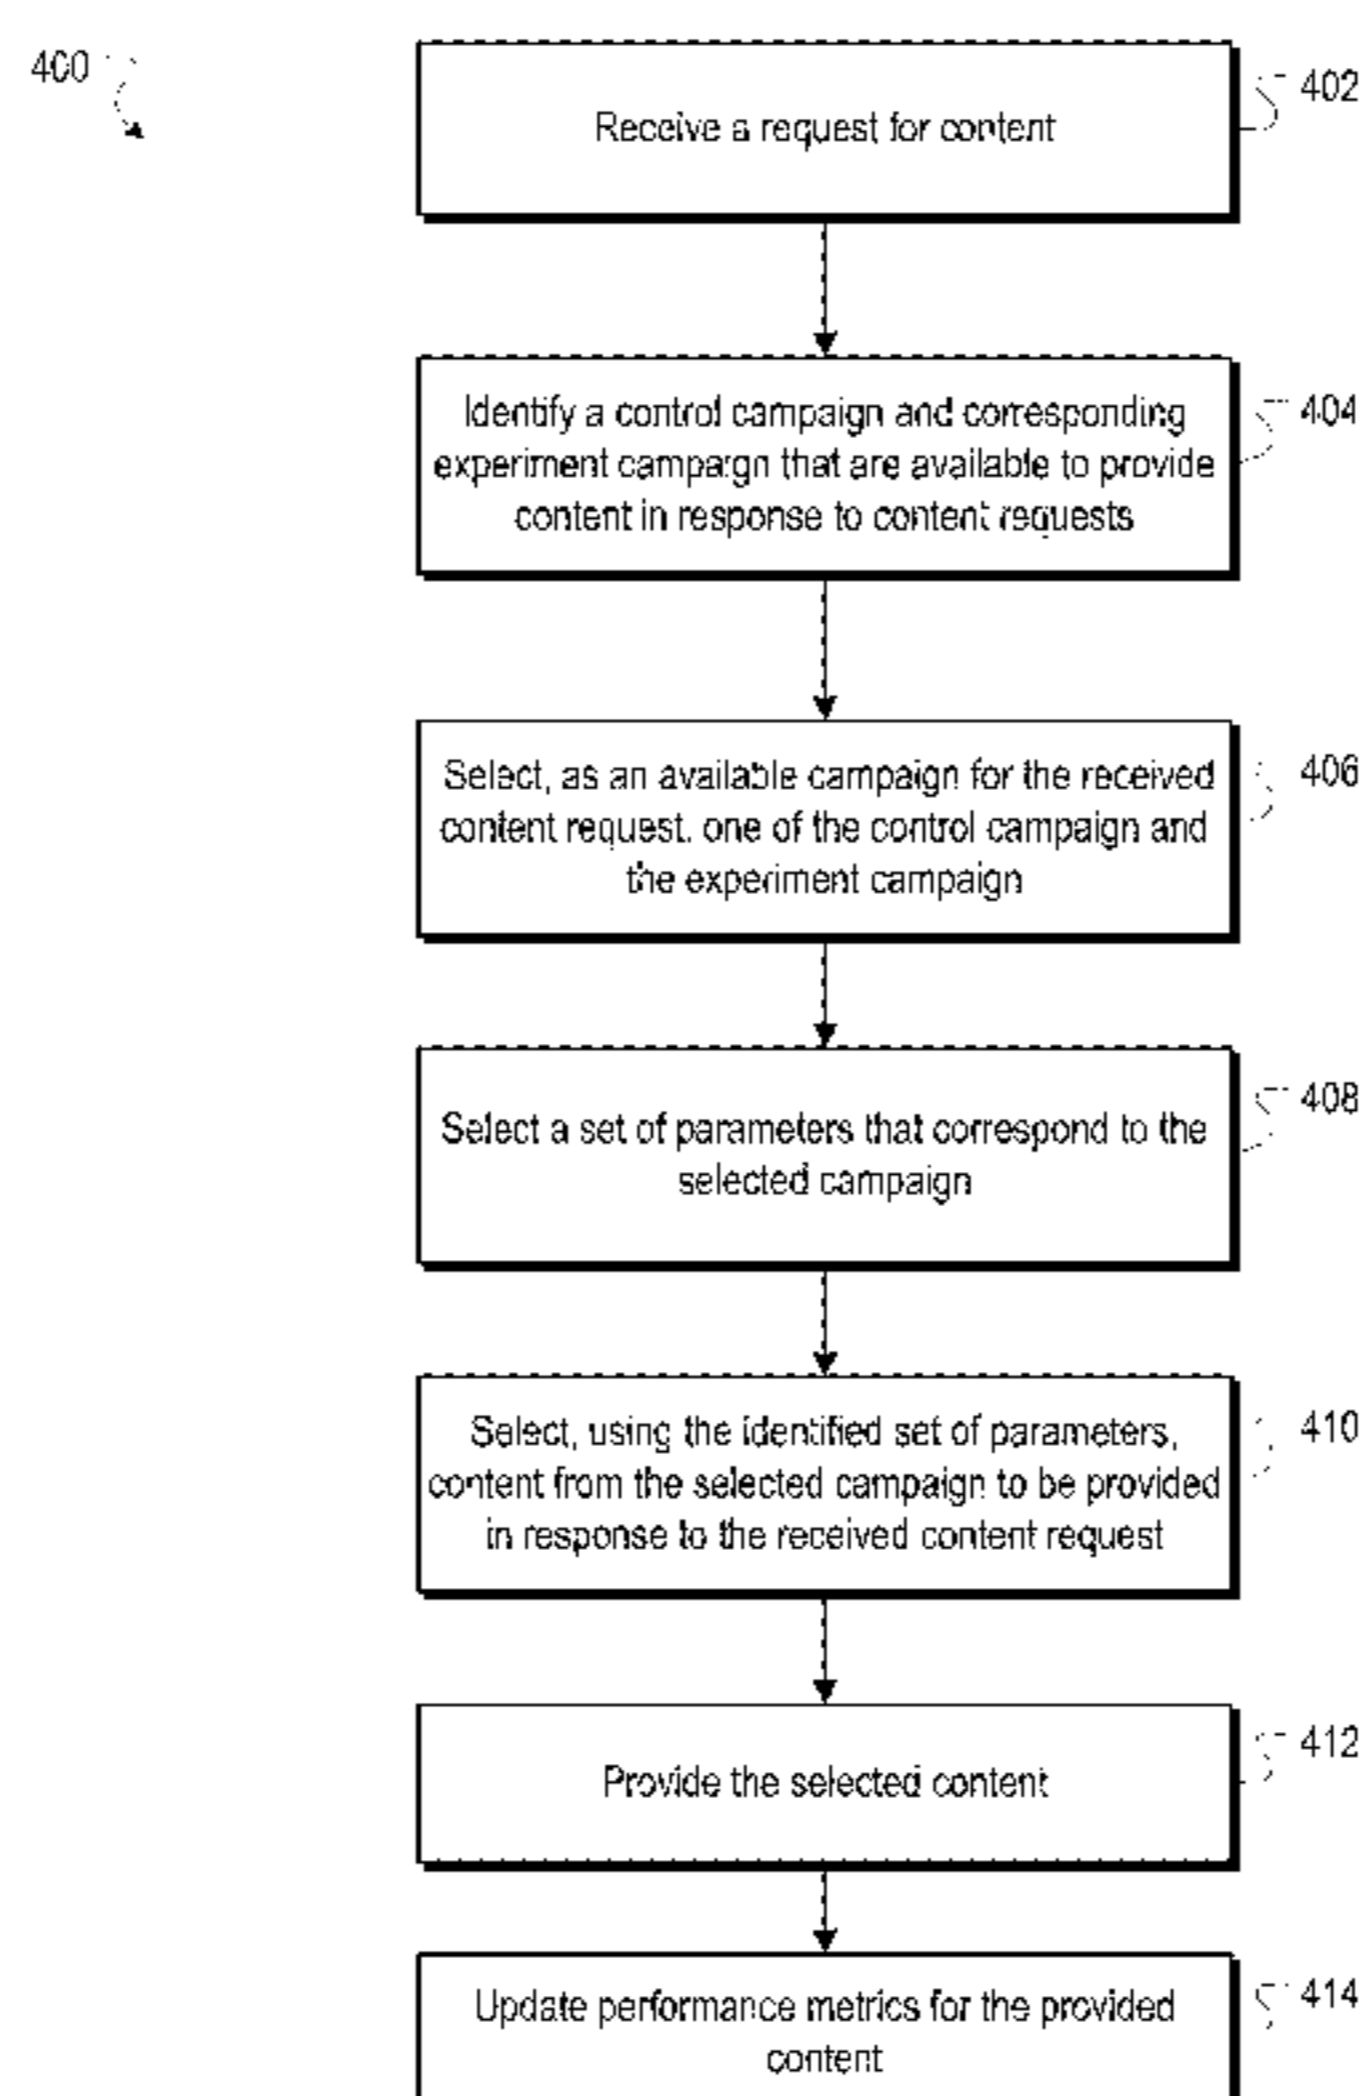 400
402
Receive a request for content
404
Identify a control campaign and corresponding
experiment campaign that are available to provide
content in response to content requests
406
Select, as an available campaign for the received
content request, one of the control campaign and
the experiment campaign
408
Select a set of parameters that correspond to the
selected campaign
410
Select, using the identified set of parameters,
content from the selected campaign to be provided
in response to the received content request
412
Provide the selected content
414
Update performance metrics for the provided
content